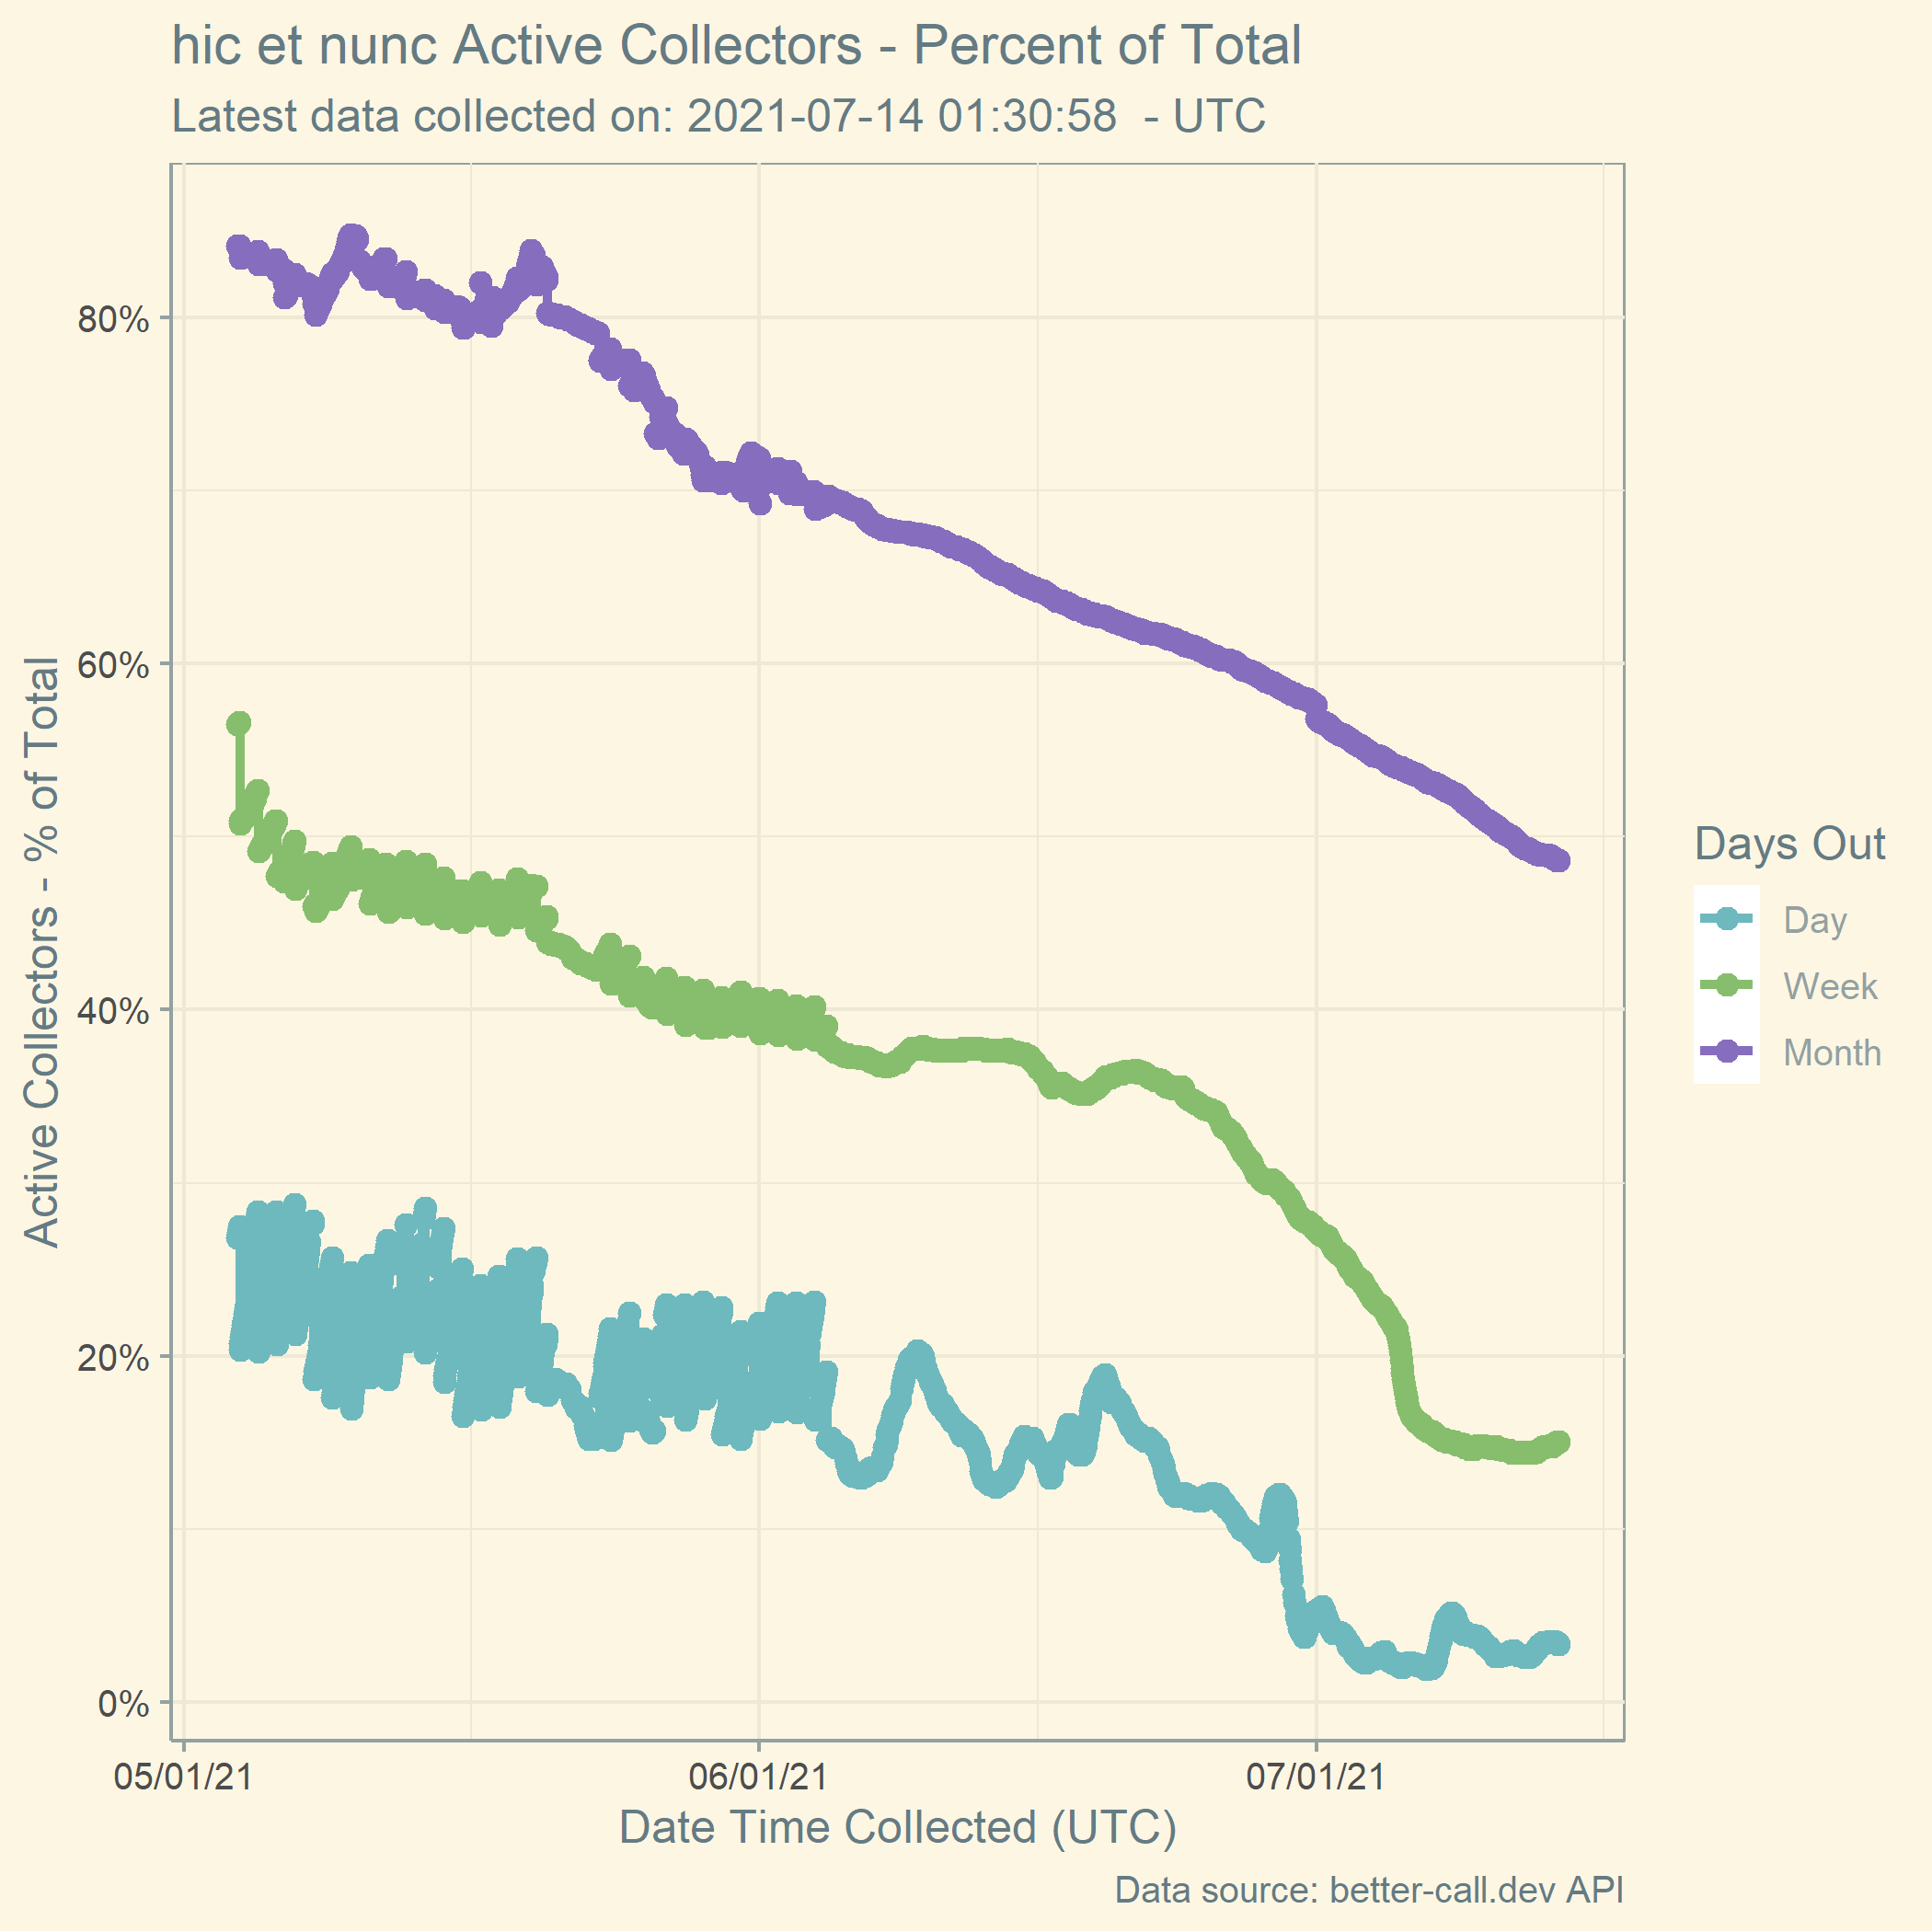 hic et nunc Active Collectors - Percent of Total
Latest data collected on: 2021-07-14 01:30:58  - UTC
Active Collectors - % of Total
80%
60%
40%
20%
0%
05/01/21
06/01/21
07/01/21
Date Time Collected (UTC)
Days Out
Day
Week
Month
Data source: better-call.dev API